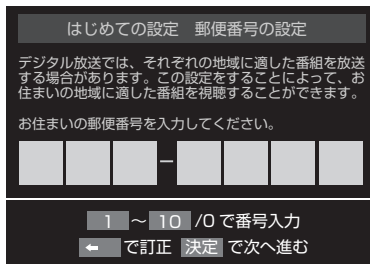 はじめての設定　郵便番号の設定
デジタル放送では、それぞれの地域に適した番組を放送
する場合があります。この設定をすることによって、お
住まいの地域に適した番組を視聴することができます。
お住まいの郵便番号を入力してください。
－
1 ～ 10 /0 で番号入力
← で訂正 決定 で次へ進む